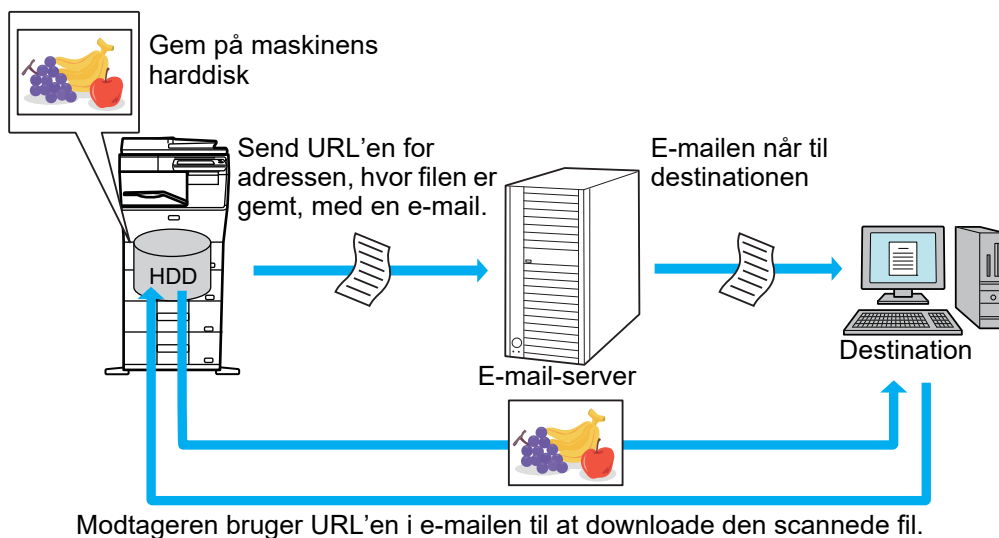 Gem på maskinens
harddisk
Send URL'en for
adressen, hvor filen er
gemt, med en e-mail.
E-mailen når til
destinationen
HDD
Destination
E-mail-server
Modtageren bruger URL'en i e-mailen til at downloade den scannede fil.